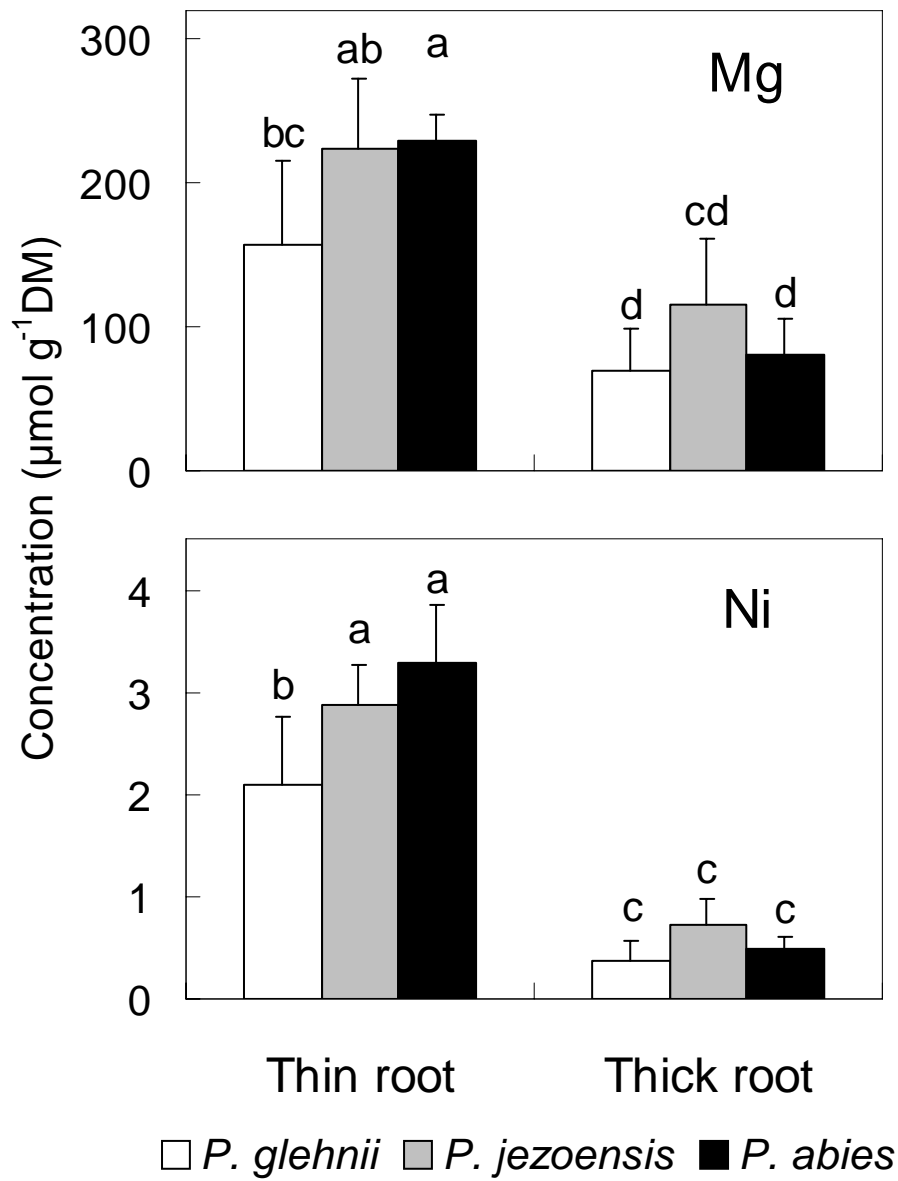 Concentration (µmol g-1DM)
Mg
300
200
100
0
bc
ab
a
d
cd
d
Ni
4
3
2
1
0
b
a
a
c
c
c
Thin root Thick root
P. glehnii P. jezoensis P. abies